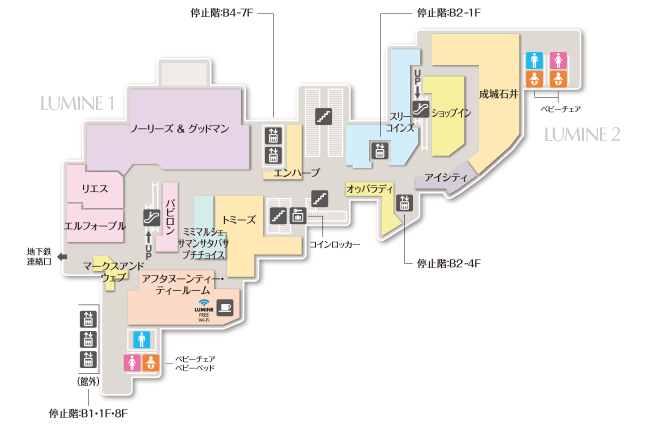 停止階:B4-7F
停止階:B2-1F
LUMINE 1
LUMINE 2
UP
成城石井
ショップイン
スリー
コインズ
ベビーチェア
ノーリーズ & グッドマン
エンハーブ
アイシティ
オゥパラディ
リエス
エルフォーブル
バビロン
UP
ミミマルシェ
サマンサタバサ
プチチョイス
トミーズ
コインロッカー
停止階:B2-4F
地下鉄
連絡口
マークスアンド
ウェブ
アフタヌーンティー・
ティールーム
LUMINE
FREE
Wi-Fi
ベビーチェア
ベビーベッド
(館外)
停止階:B1・1F・8F